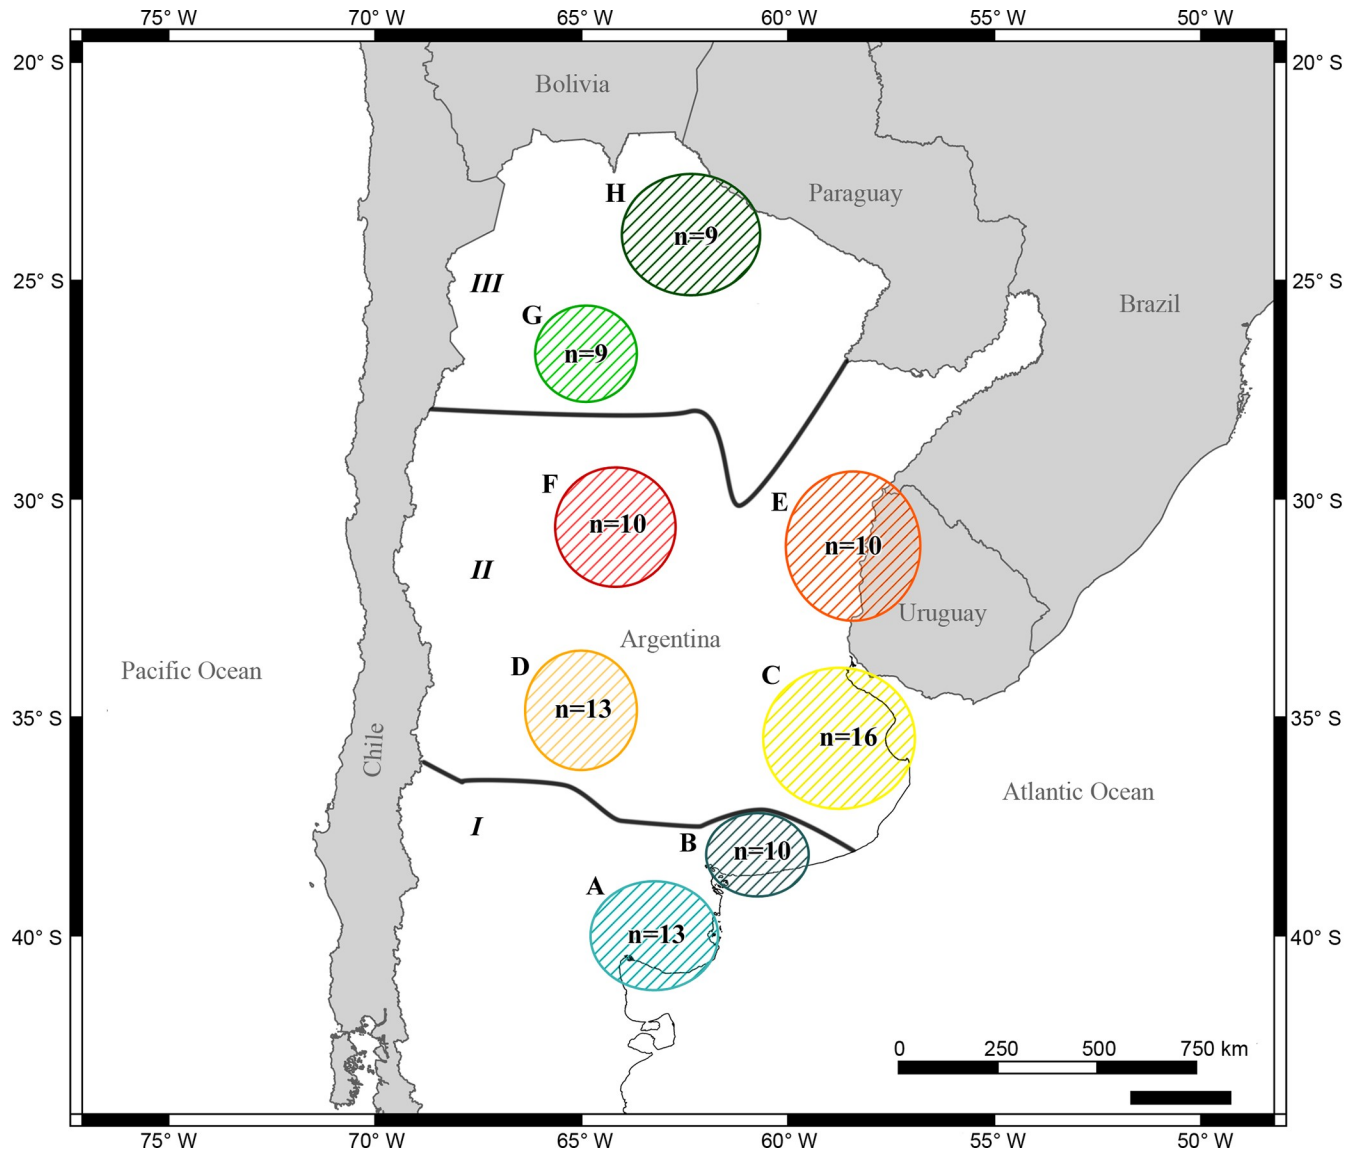 75° W 70° W 65° W 60° W 55° W 50° W
20° S 20° S
Bolivia
H Paraguay
n=9
25° S III 25° S
G Brazil
n=9
F
30° S E 30° S
n=10
n=10
II
Uruguay
Argentina
D Pacific Ocean C
n=13
35° S 35° S
n=16
Chile
Atlantic Ocean
I
B
n=10
A
n=13
40° S 40° S
0 250 500 750 km
75° W 70° W 65° W 60° W 55° W 50° W